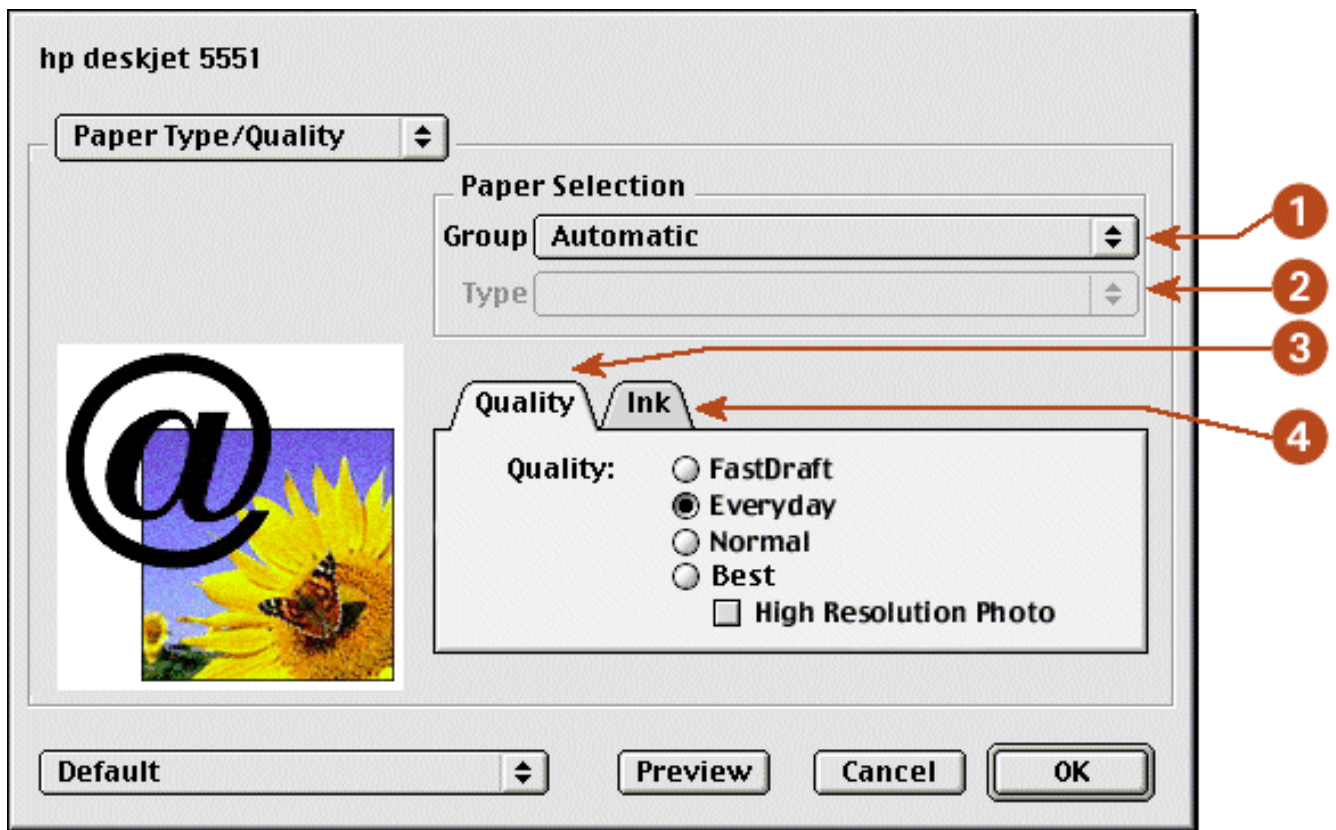 hp deskjet 5551
Paper Type/Quality
Paper Selection
Group Automatic
1
Type
2
3
Quality Ink
4
Quality: FastDraft
Everyday
Normal
Best
High Resolution Photo
@
Default Preview Cancel OK